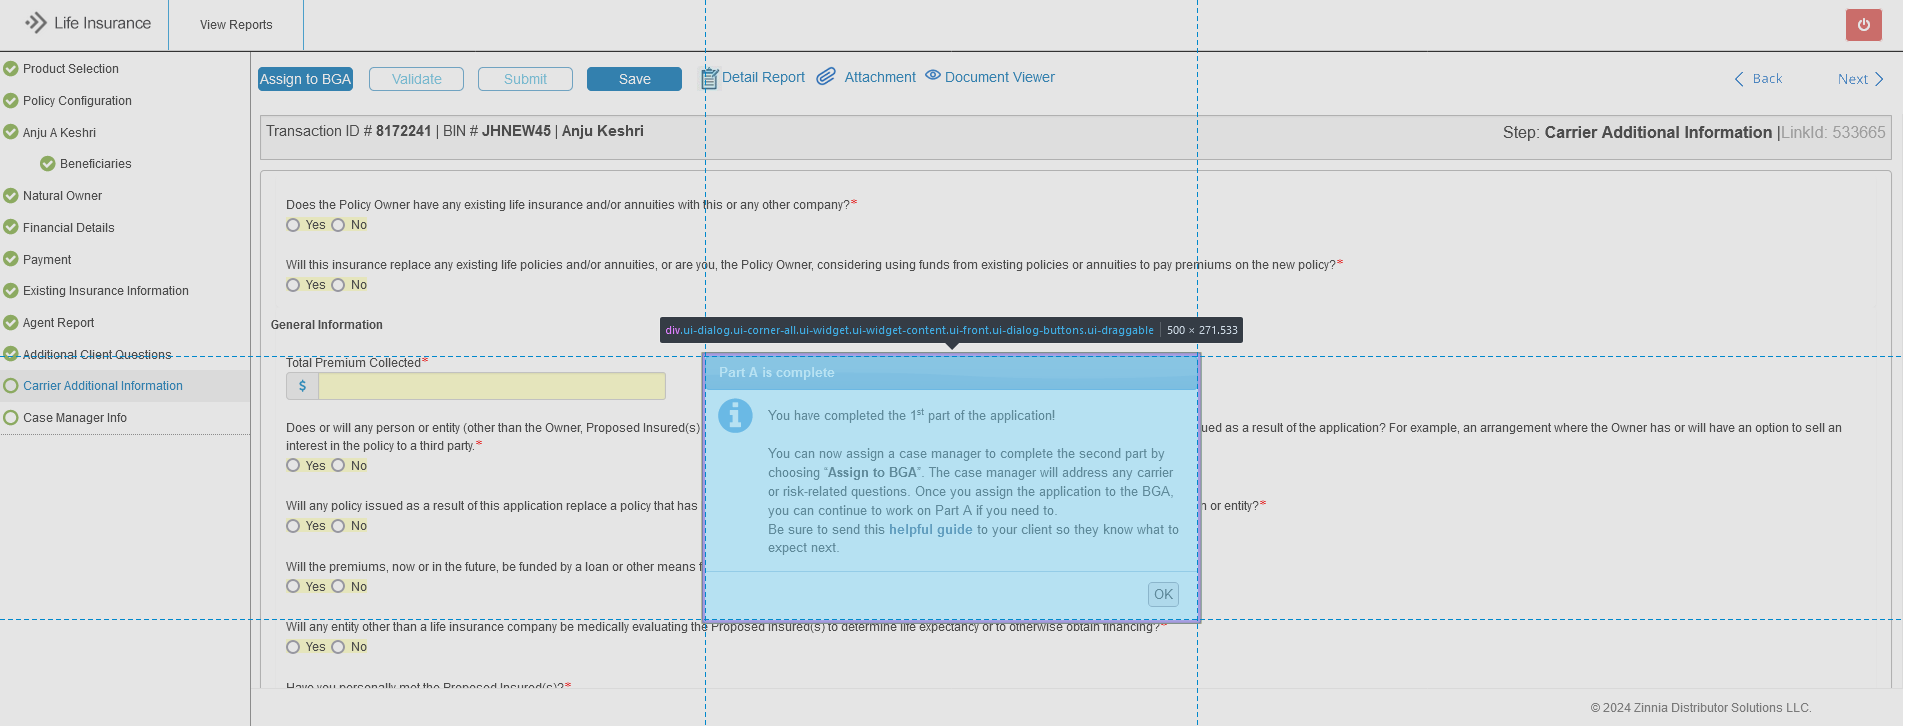 Life Insurance
View Reports
Product Selection
Policy Configuration
Anju A Keshri
Beneficiaries
Natural Owner
Financial Details
Payment
Existing Insurance Information
Agent Report
Additional Client Questions
Carrier Additional Information
Case Manager Info
Assign to BGA
Validate
Submit
Save
Detail Report
Attachment
Document Viewer
Back
Next
Transaction ID # 8172241 | BIN # JHNEW45 | Anju Keshri
Step: Carrier Additional Information |LinkId: 533665
Does the Policy Owner have any existing life insurance and/or annuities with this or any other company?*
Yes No
Will this insurance replace any existing life policies and/or annuities, or are you, the Policy Owner, considering using funds from existing policies or annuities to pay premiums on the new policy?*
Yes No
General Information
div.ui-dialog.ui-corner-all.ui-widget.ui-widget-content.ui-front.ui-dialog-buttons.ui-draggable 500 × 271.533
Total Premium Collected*
$
Does or will any person or entity (other than the Owner, Proposed Insured(s) ued as a result of the application? For example, an arrangement where the Owner has or will have an option to sell an
interest in the policy to a third party.*
Yes No
Will any policy issued as a result of this application replace a policy that has n or entity?*
Yes No
Will the premiums, now or in the future, be funded by a loan or other means
Yes No
Part A is complete
You have completed the 1st part of the application!
You can now assign a case manager to complete the second part by
choosing “Assign to BGA”. The case manager will address any carrier
or risk-related questions. Once you assign the application to the BGA,
you can continue to work on Part A if you need to.
Be sure to send this helpful guide to your client so they know what to
expect next.
OK
Will any entity other than a life insurance company be medically evaluating the Proposed Insured(s) to determine life expectancy or to otherwise obtain financing?*
Yes No
Have you personally met the Proposed Insured(s)?*
© 2024 Zinnia Distributor Solutions LLC.